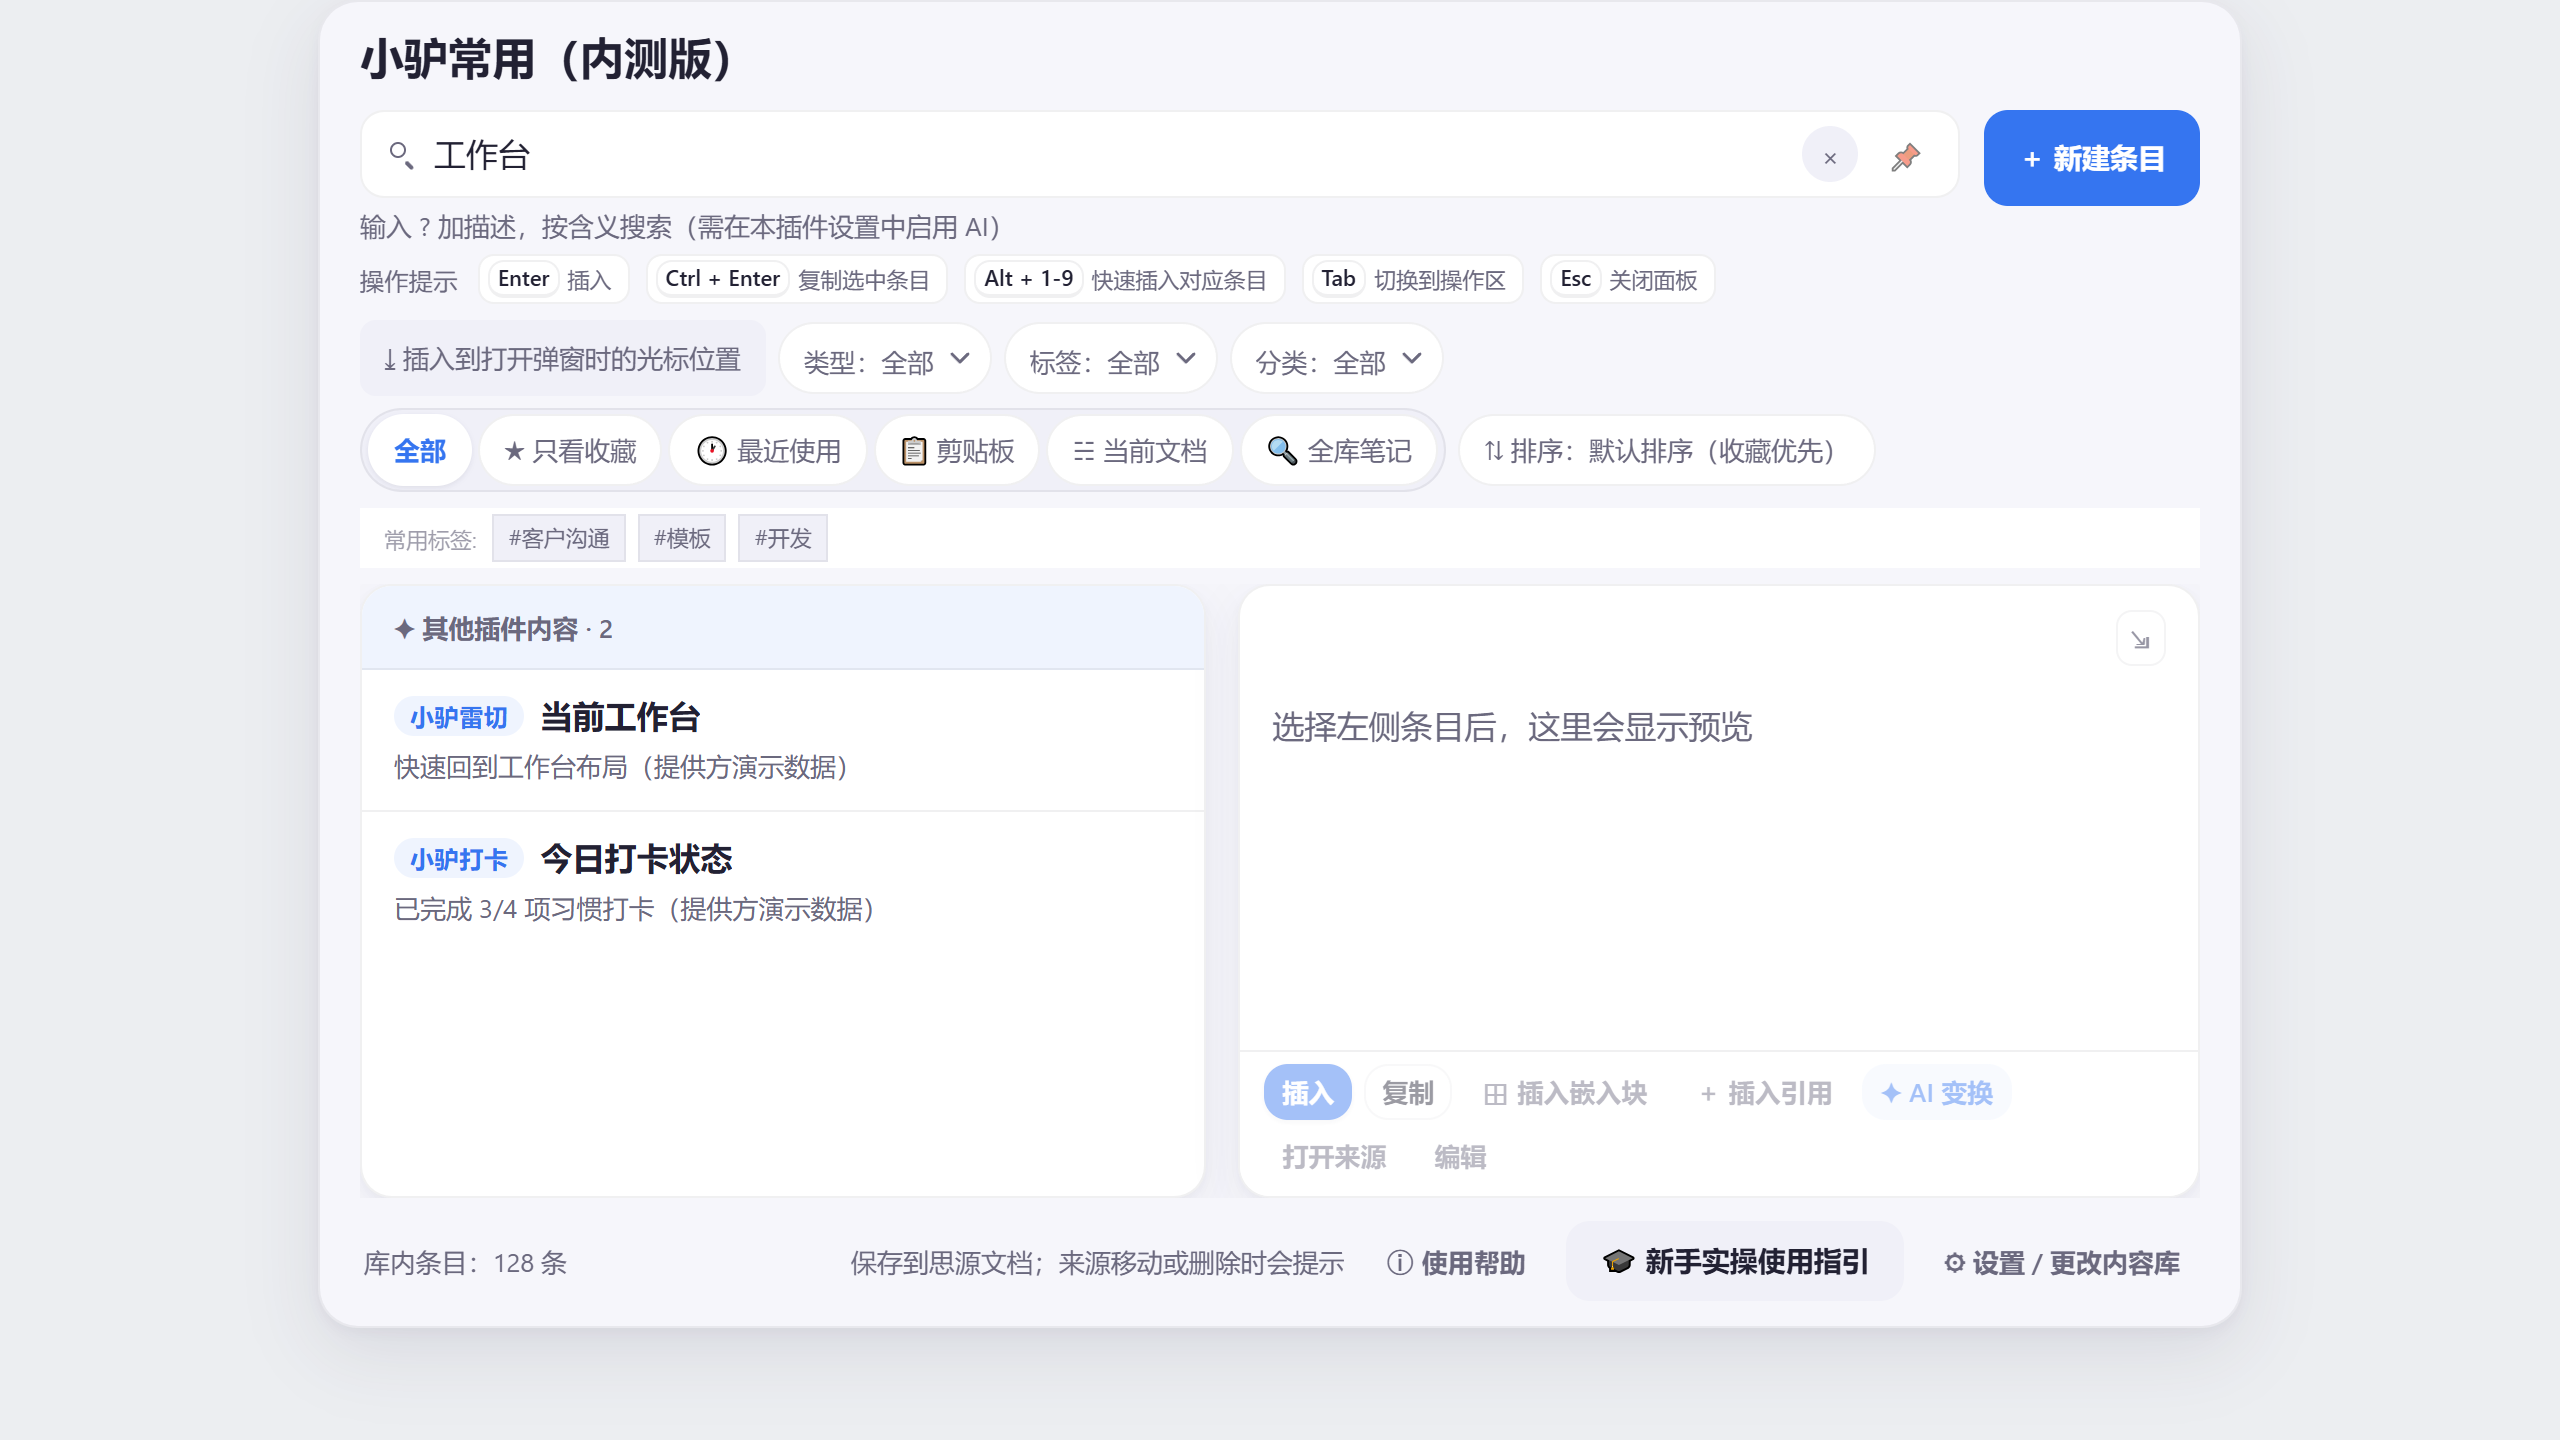 小驴常用（内测版）
工作台
× 
+ 新建条目
输入 ? 加描述，按含义搜索（需在本插件设置中启用 AI）
操作提示 Enter 插入 Ctrl + Enter 复制选中条目 Alt + 1-9 快速插入对应条目 Tab 切换到操作区 Esc 关闭面板
⤓插入到打开弹窗时的光标位置 类型：全部 标签：全部 分类：全部
全部 ★ 只看收藏 🕐 最近使用 📋 剪贴板 ☵ 当前文档 🔍 全库笔记 ⇅ 排序：默认排序（收藏优先）
常用标签: #客户沟通 #模板 #开发
✦ 其他插件内容 · 2
小驴雷切 当前工作台
快速回到工作台布局（提供方演示数据）
小驴打卡 今日打卡状态
已完成 3/4 项习惯打卡（提供方演示数据）
选择左侧条目后，这里会显示预览
插入 复制 田 插入嵌入块 + 插入引用 ✦ AI 变换
打开来源 编辑
库内条目：128 条 保存到思源文档；来源移动或删除时会提示 ⓘ 使用帮助 🎓 新手实操使用指引 ⚙ 设置 / 更改内容库